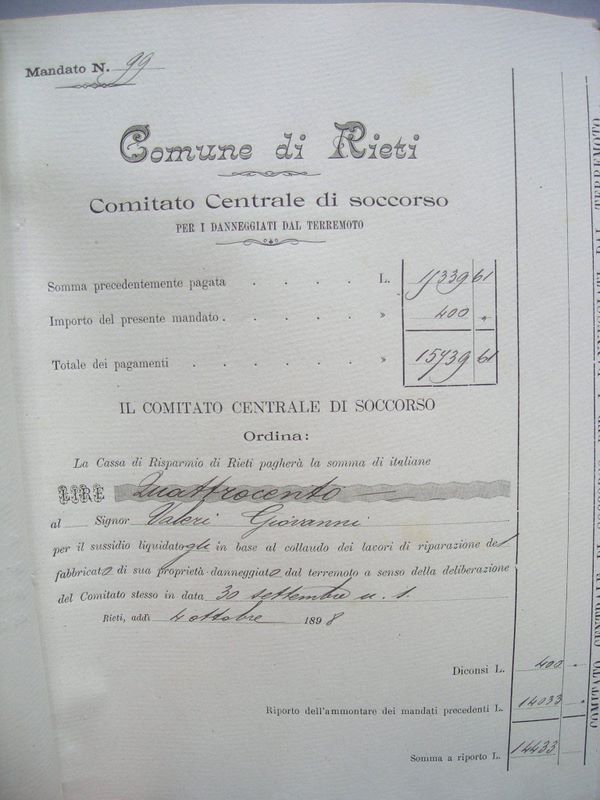 Mandato N. 99
Comune di Rieti
Comitato Centrale di soccorso
PER I DANNEGGIATI DAL TERREMOTO
Somma precedentemente pagata . . . . L. 61
Importo del presente mandato . . . . » 400 "
Totale dei pagamenti . . . . . » 15739 61
IL COMITATO CENTRALE DI SOCCORSO
Ordina:
La Cassa di Risparmio di Rieti pagherà la somma di italiane
LIRE Quattrocento
al Signor Valeri Giovanni
per il sussidio liquidatogli in base al collaudo dei lavori di riparazione del
fabbricato di sua proprietà danneggiato dal terremoto a senso della deliberazione
del Comitato stesso in data 30 settembre u. s.
Rieti, addì 4 ottobre 1898
Diconsi L. 400 -
Riporto dell'ammontare dei mandati precedenti L. 14033 .
Somma a riporto L. 14433